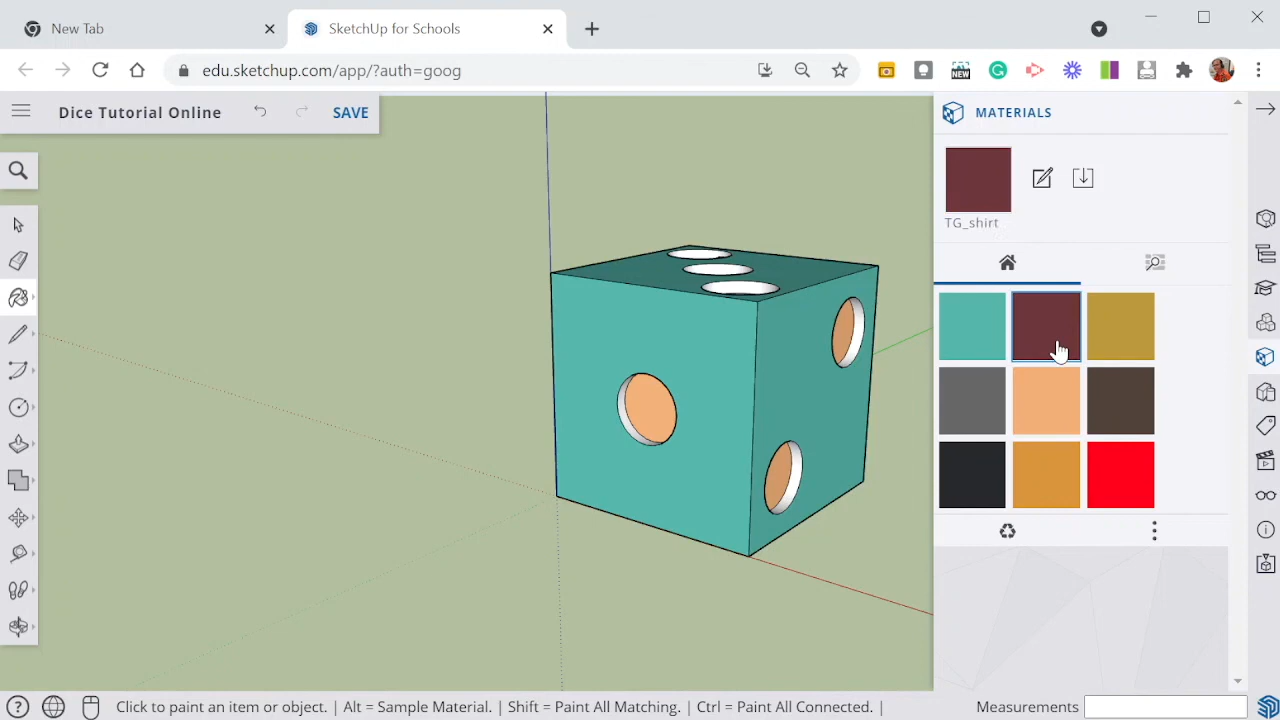 New Tab
SketchUp for Schools
edu.sketchup.com/app/?auth=goog
NEW
Dice Tutorial Online
SAVE
MATERIALS
TG_shirt
Click to paint an item or object. | Alt = Sample Material. | Shift = Paint All Matching. | Ctrl = Paint All Connected. |
Measurements